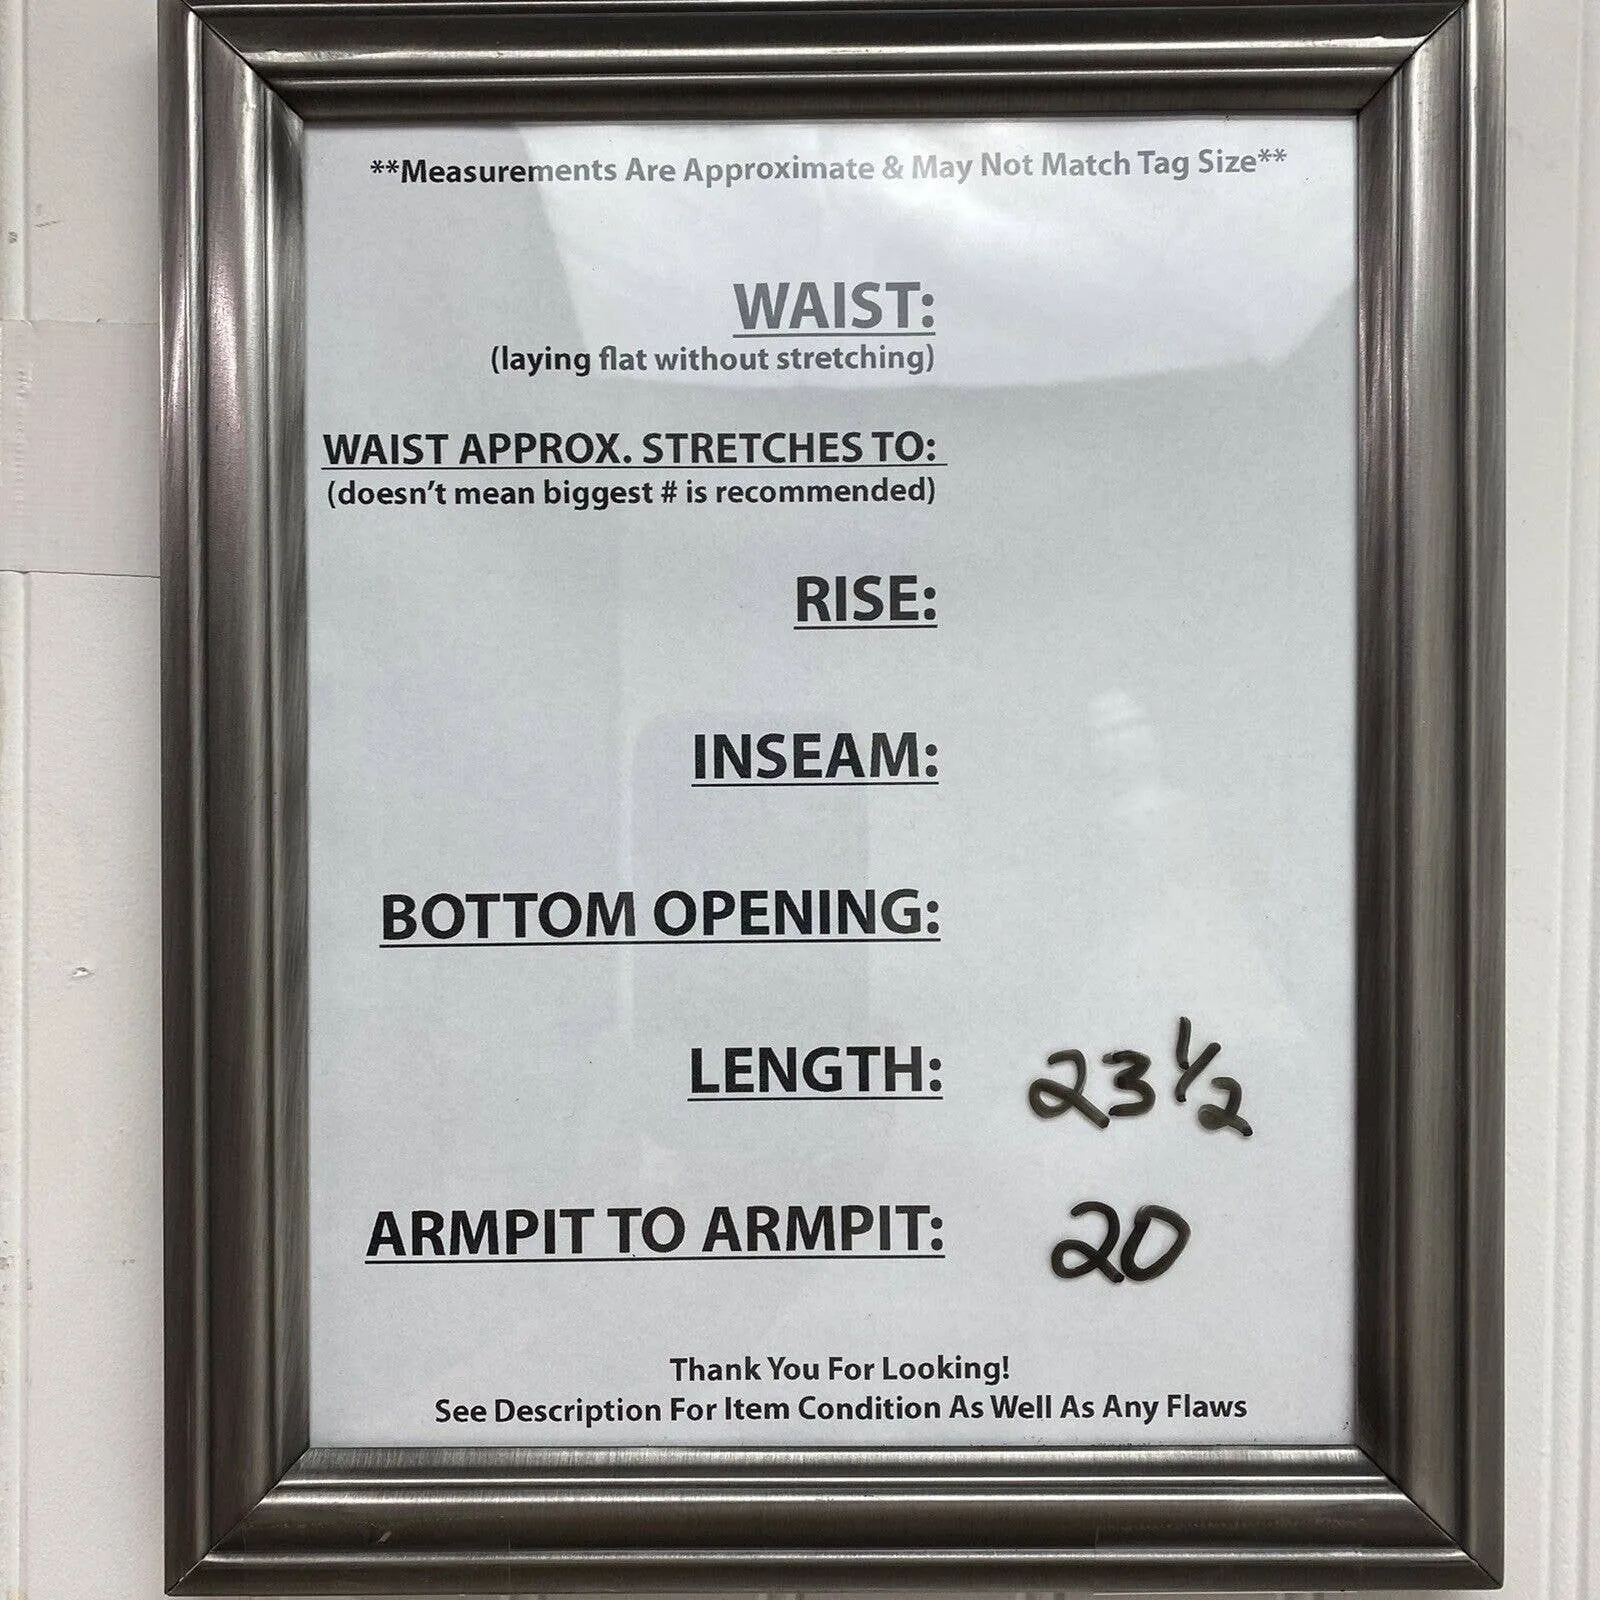 **Measurements Are Approximate & May Not Match Tag Size**
WAIST:
(laying flat without stretching)
WAIST APPROX. STRETCHES TO:
(doesn't mean biggest # is recommended)
RISE:
INSEAM:
BOTTOM OPENING:
LENGTH: 23 1/2
ARMPIT TO ARMPIT: 20
Thank You For Looking!
See Description For Item Condition As Well As Any Flaws